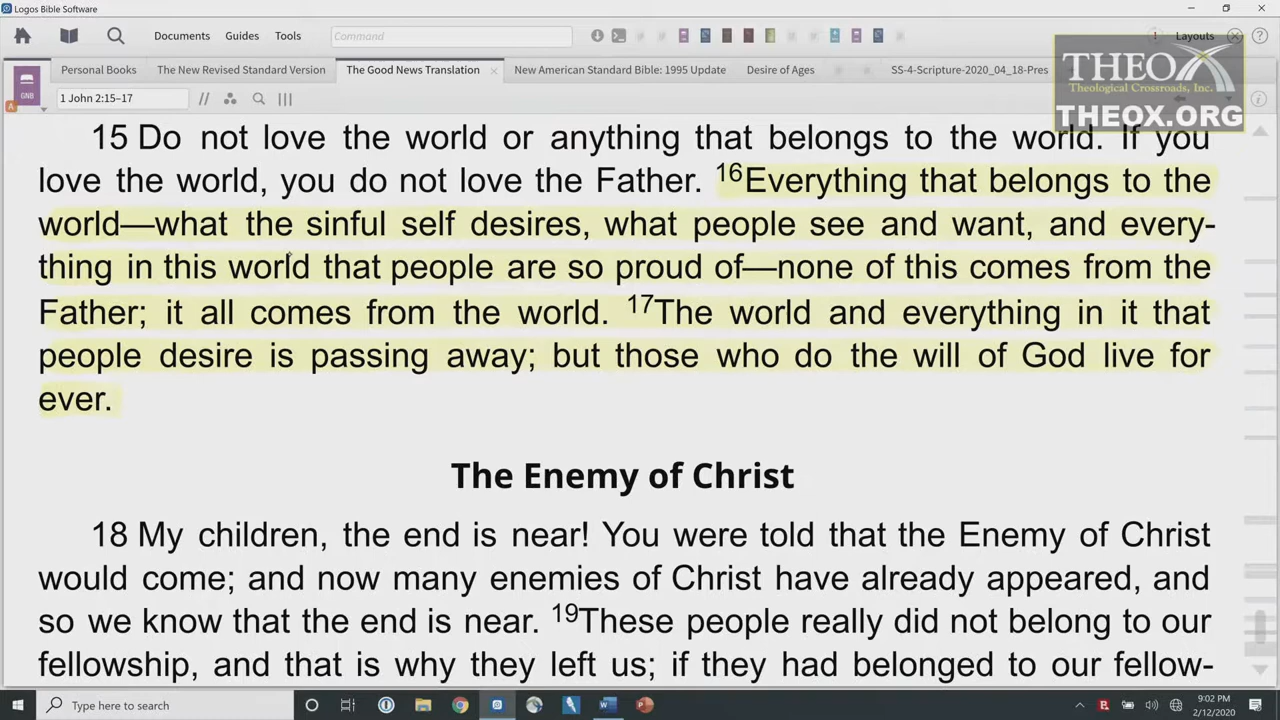 Logos Bible Software
Documents Guides Tools Command Layouts
Personal Books The New Revised Standard Version The Good News Translation New American Standard Bible: 1995 Update Desire of Ages SS-4-Scripture-2020_04_18-Pres
GNB 1 John 2:15–17
THEOX
Theological Crossroads, Inc.
THEOX.ORG
15 Do not love the world or anything that belongs to the world. If you
love the world, you do not love the Father. 16Everything that belongs to the
world—what the sinful self desires, what people see and want, and every-
thing in this world that people are so proud of—none of this comes from the
Father; it all comes from the world. 17The world and everything in it that
people desire is passing away; but those who do the will of God live for
ever.
The Enemy of Christ
18 My children, the end is near! You were told that the Enemy of Christ
would come; and now many enemies of Christ have already appeared, and
so we know that the end is near. 19These people really did not belong to our
fellowship, and that is why they left us; if they had belonged to our fellow-
Type here to search
9:02 PM
2/12/2020